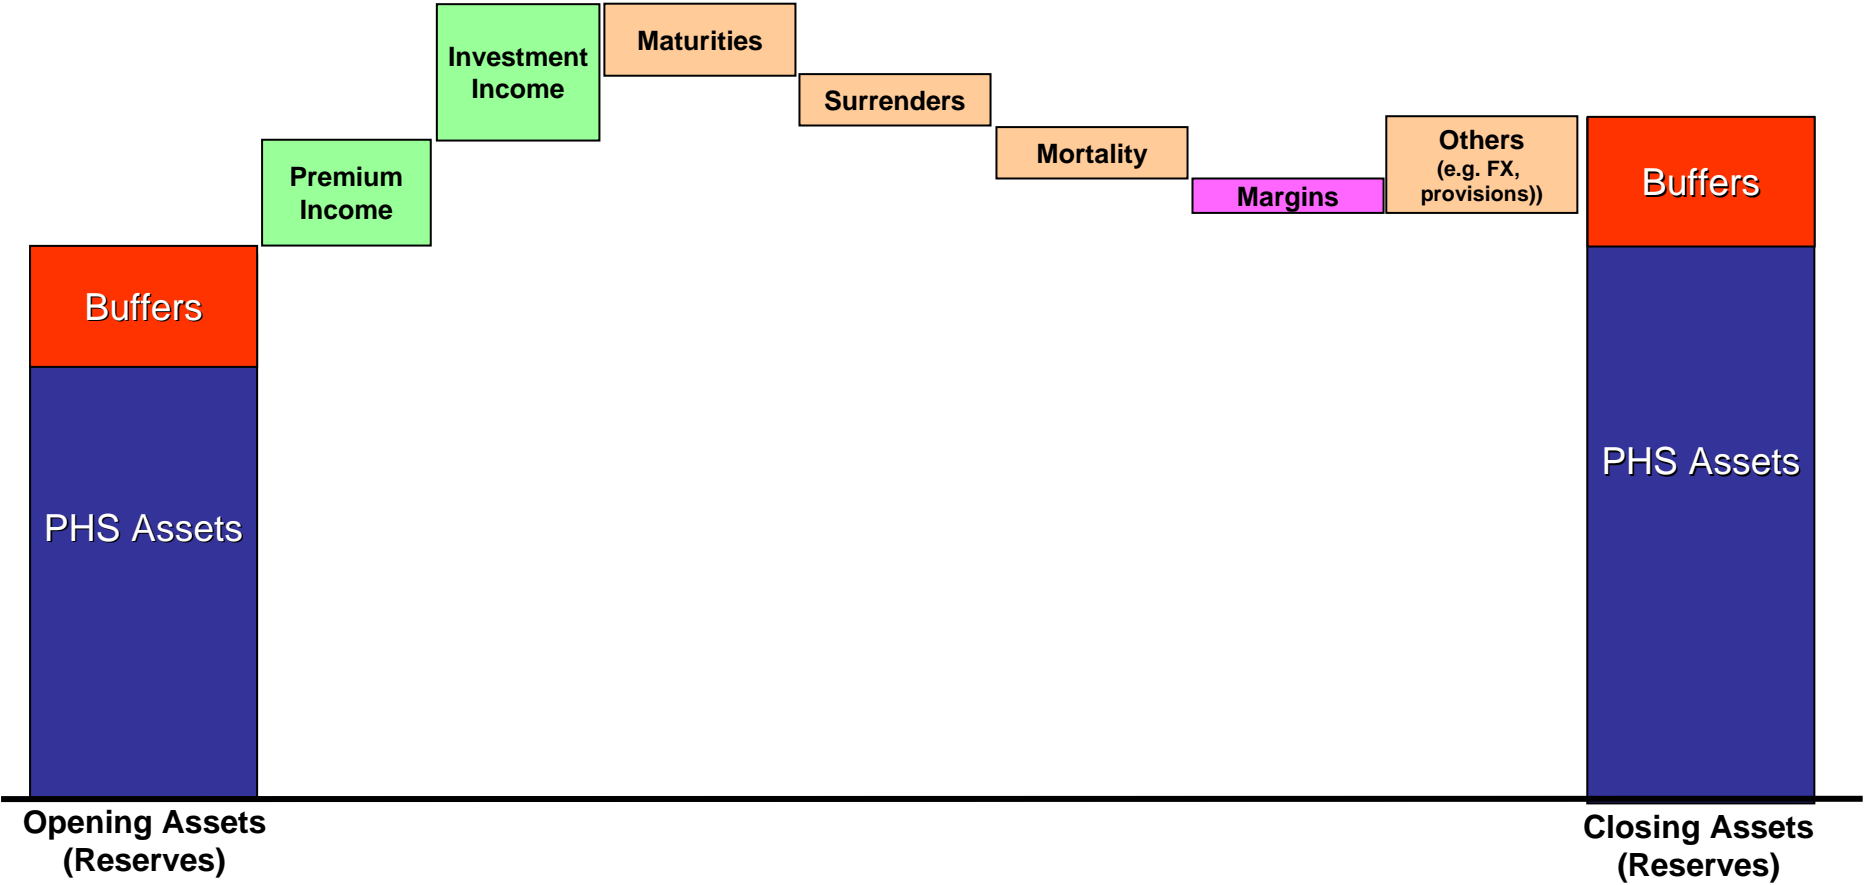 Investment
Income
Maturities
Surrenders
Premium
Income
Mortality
Margins
Others
(e.g. FX,
provisions))
Buffers
PHS Assets
Buffers
PHS Assets
Opening Assets
(Reserves)
Closing Assets
(Reserves)